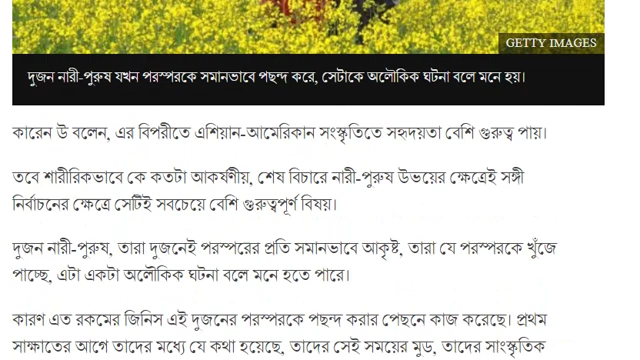 GETTY IMAGES
দুজন নারী-পুরুষ যখন পরস্পরকে সমানভাবে পছন্দ করে, সেটাকে অলৌকিক ঘটনা বলে মনে হয়।
কারেন উ বলেন, এর বিপরীতে এশিয়ান-আমেরিকান সংস্কৃতিতে সহৃদয়তা বেশি গুরুত্ব পায়।
তবে শারীরিকভাবে কে কতটা আকর্ষণীয়, শেষ বিচারে নারী-পুরুষ উভয়ের ক্ষেত্রেই সঙ্গী
নির্বাচনের ক্ষেত্রে সেটিই সবচেয়ে বেশি গুরুত্বপূর্ণ বিষয়।
দুজন নারী-পুরুষ, তারা দুজনেই পরস্পরের প্রতি সমানভাবে আকৃষ্ট, তারা যে পরস্পরকে খুঁজে
পাচ্ছে, এটা একটা অলৌকিক ঘটনা বলে মনে হতে পারে।
কারণ এত রকমের জিনিস এই দুজনের পরস্পরকে পছন্দ করার পেছনে কাজ করেছে। প্রথম
সাক্ষাতের আগে তাদের মধ্যে যে কথা হয়েছে, তাদের সেই সময়ের মুড, তাদের সাংস্কৃতিক